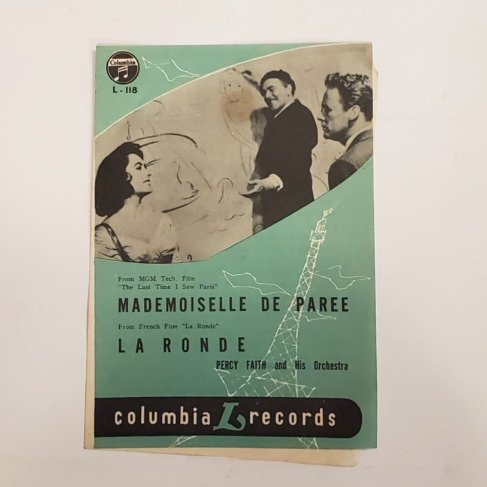 Columbia
L-118
From MGM Tech. Film
"The Last Time I Saw Paris"
MADEMOISELLE DE PAREE
From French Fim "La Ronde"
LA RONDE
PERCY FAITH and His Orchestra
columbia L records